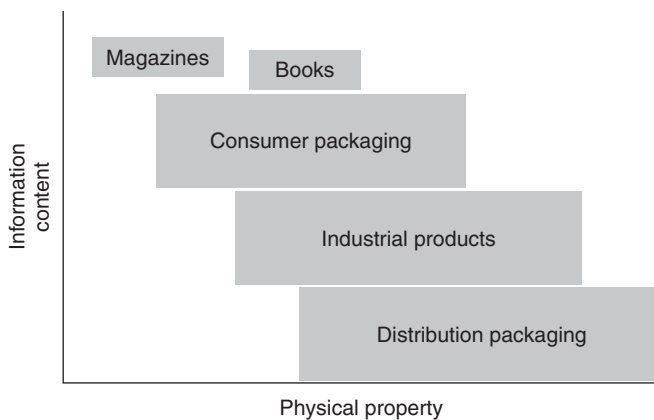 Magazines
Books
Consumer packaging
Industrial products
Distribution packaging
Information
content
Physical property